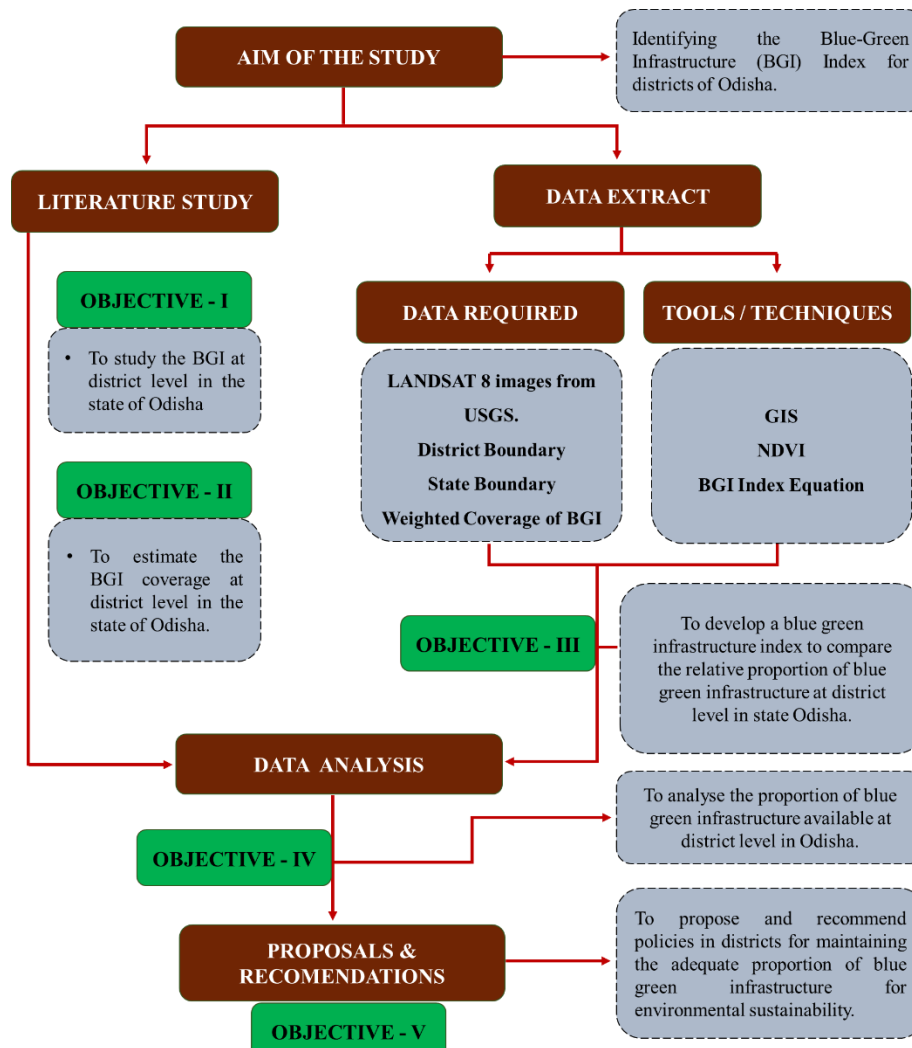 AIM OF THE STUDY
Identifying the Blue-Green
Infrastructure (BGI) Index for
districts of Odisha.
LITERATURE STUDY
DATA EXTRACT
OBJECTIVE - I
• To study the BGI at
district level in the
state of Odisha
OBJECTIVE - II
• To estimate the
BGI coverage at
district level in the
state of Odisha.
DATA REQUIRED
LANDSAT 8 images from
USGS.
District Boundary
State Boundary
Weighted Coverage of BGI
TOOLS / TECHNIQUES
GIS
NDVI
BGI Index Equation
OBJECTIVE - III
To develop a blue green
infrastructure index to compare
the relative proportion of blue
green infrastructure at district
level in state Odisha.
DATA ANALYSIS
OBJECTIVE - IV
To analyse the proportion of blue
green infrastructure available at
district level in Odisha.
PROPOSALS &
RECOMENDATIONS
OBJECTIVE - V
To propose and recommend
policies in districts for maintaining
the adequate proportion of blue
green infrastructure for
environmental sustainability.